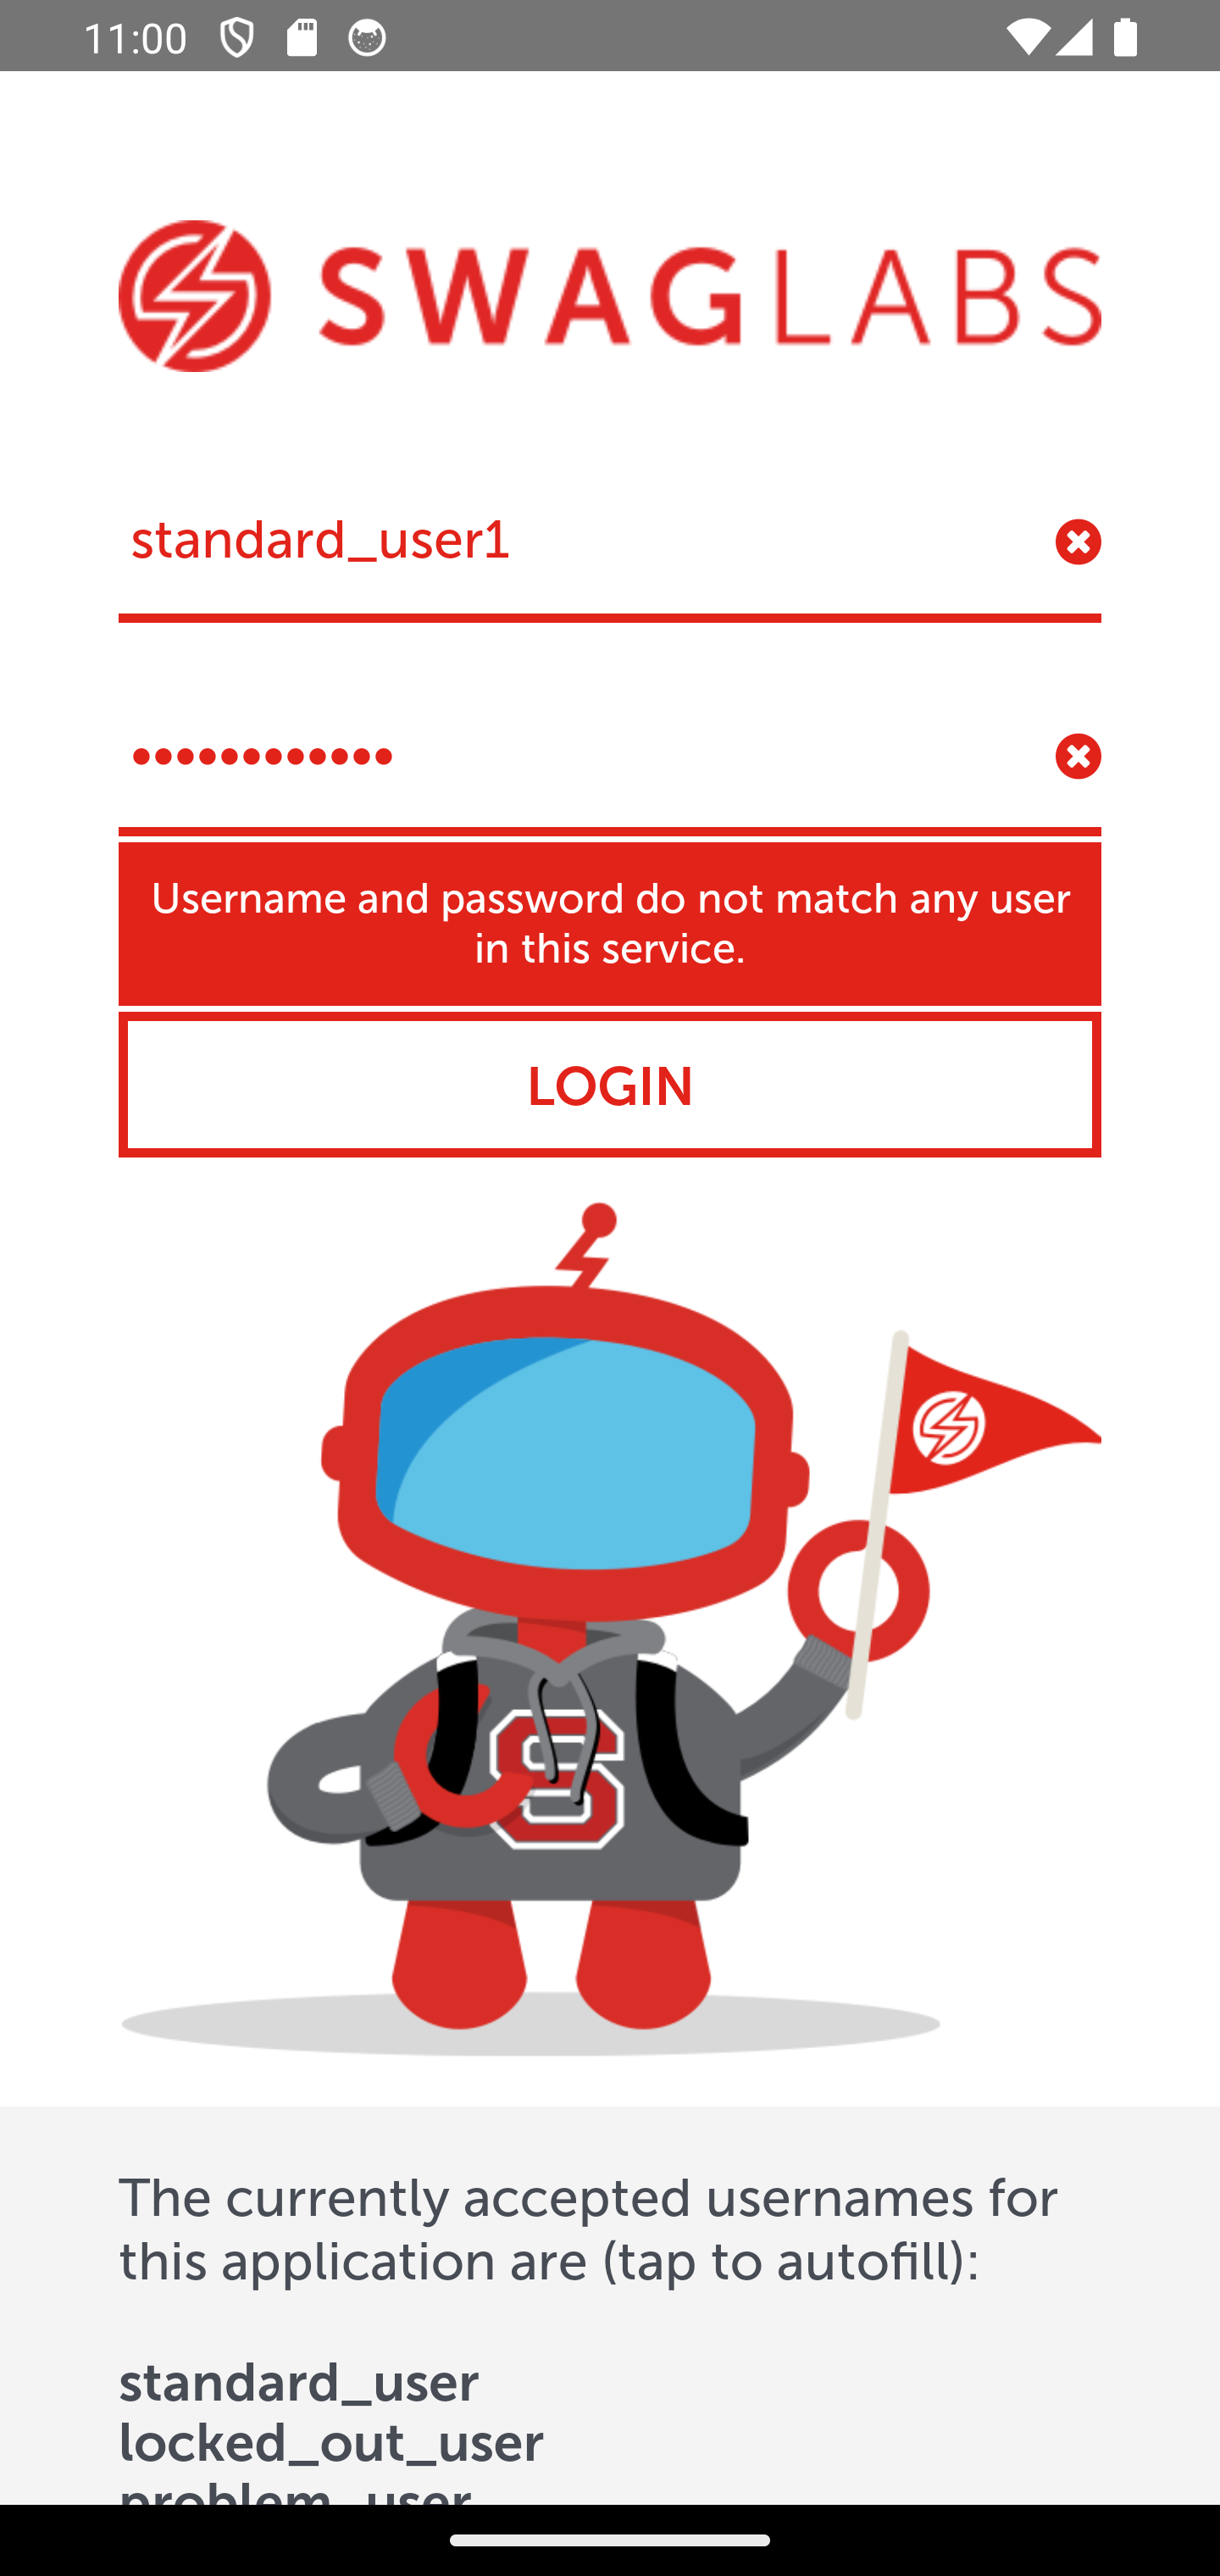 11:00
SWAGLABS
standard_user1
••••••••••••
Username and password do not match any user
in this service.
LOGIN
S
The currently accepted usernames for
this application are (tap to autofill):
standard_user
locked_out_user
problem_user